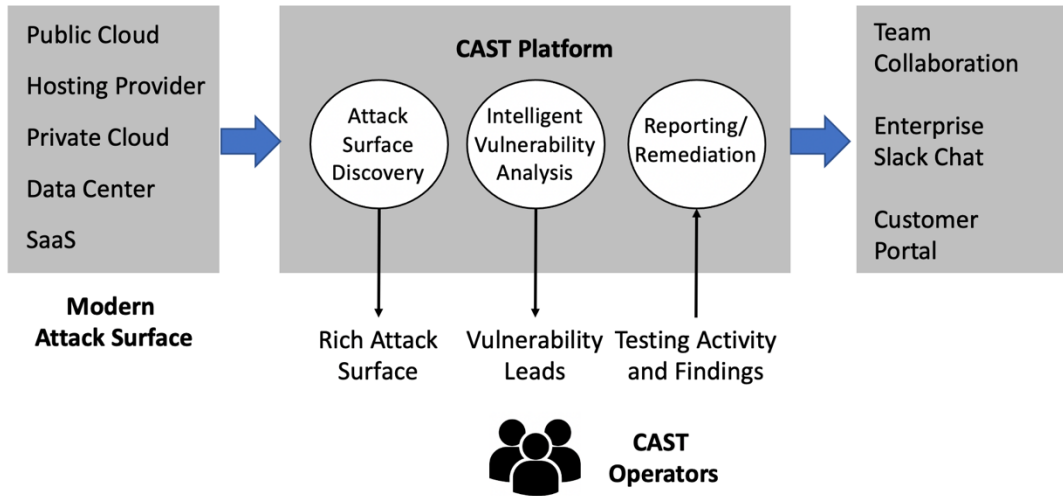 Public Cloud
Hosting Provider
Private Cloud
Data Center
SaaS
Modern
Attack Surface
CAST Platform
Attack
Surface
Discovery
Intelligent
Vulnerability
Analysis
Reporting/
Remediation
Rich Attack
Surface
Vulnerability
Leads
Testing Activity
and Findings
CAST
Operators
Team
Collaboration
Enterprise
Slack Chat
Customer
Portal